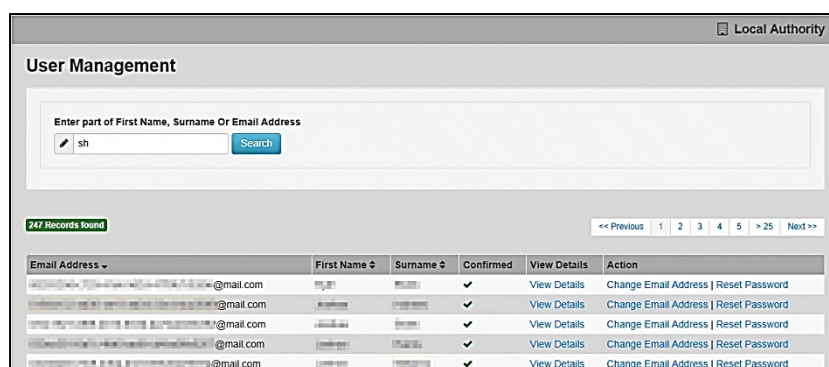 Local Authority
User Management
Enter part of First Name, Surname Or Email Address
sh Search
247 Records found << Previous 1 2 3 4 5 > 25 Next >>
Email Address First Name Surname Confirmed View Details Action
@mail.com View Details Change Email Address | Reset Password
@mail.com View Details Change Email Address | Reset Password
@mail.com View Details Change Email Address | Reset Password
@mail.com View Details Change Email Address | Reset Password
@mail.com View Details Change Email Address | Reset Password